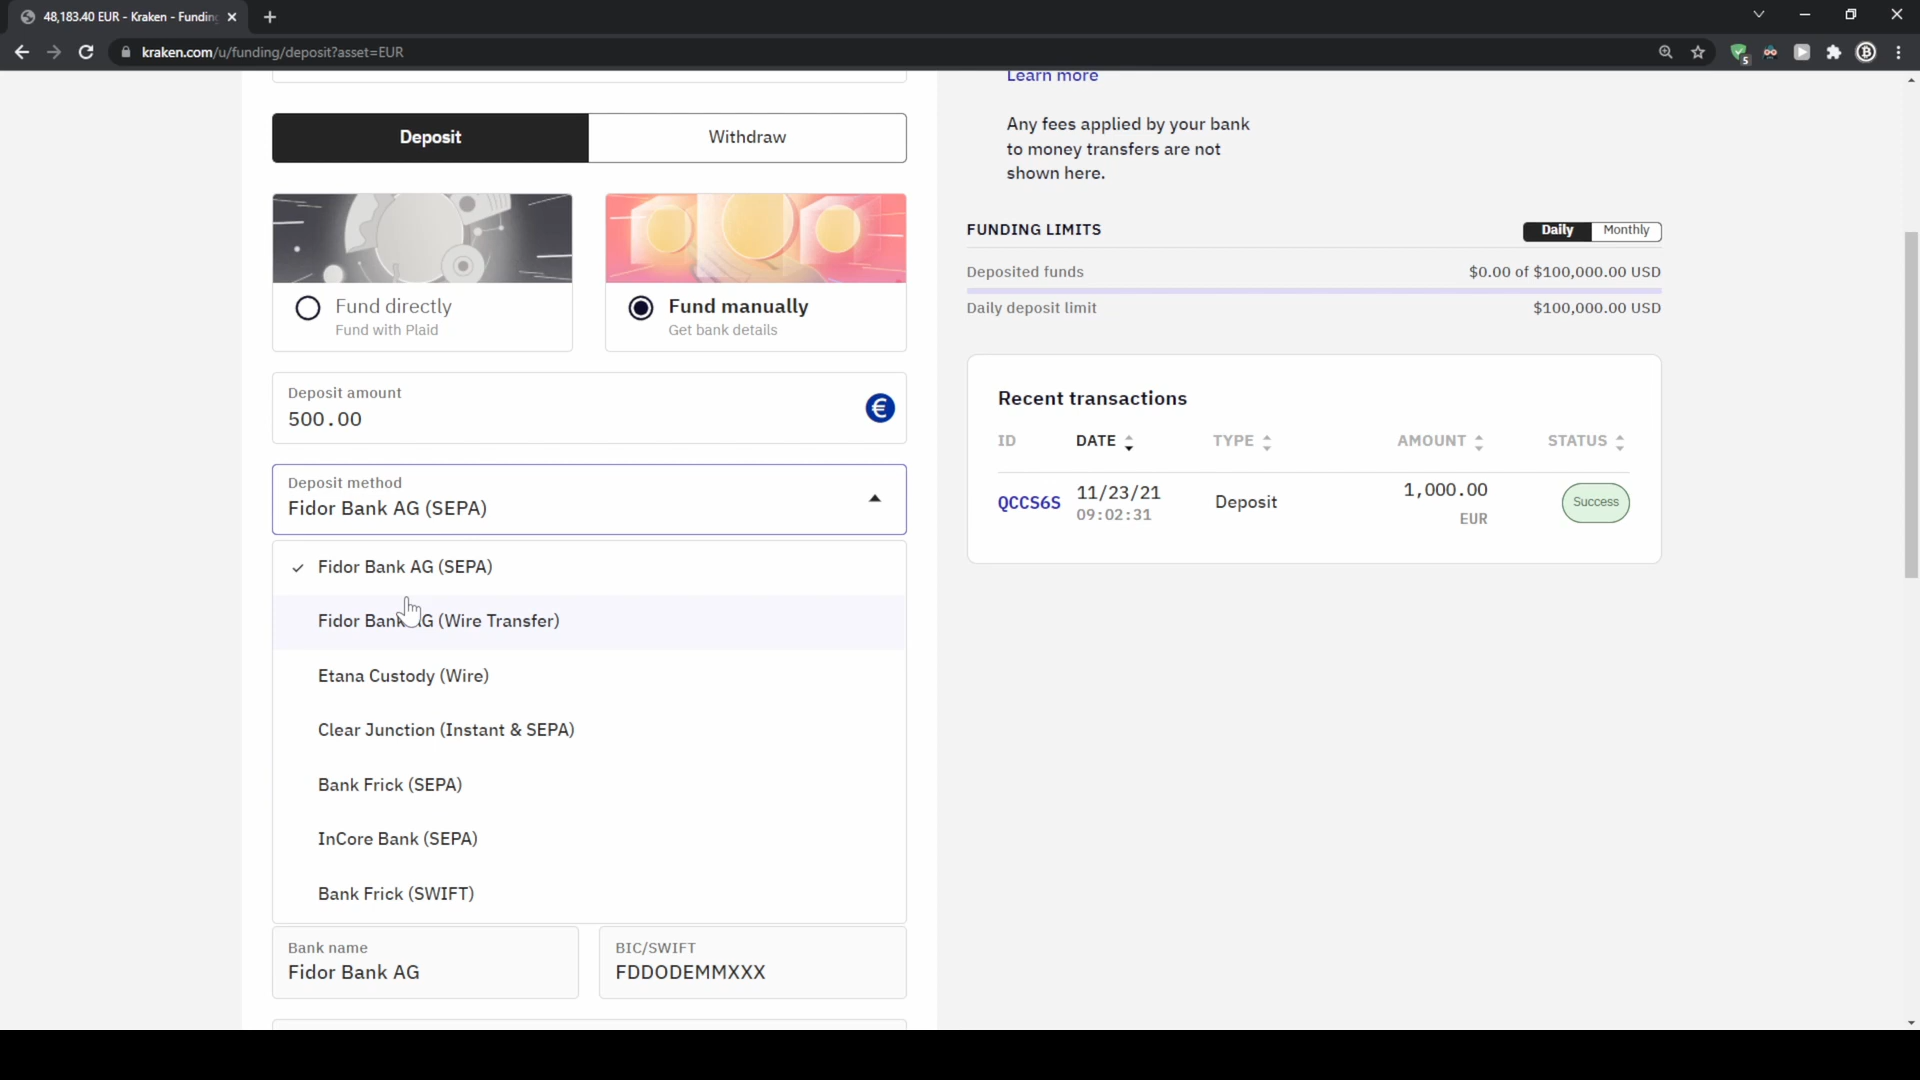 48,183.40 EUR - Kraken - Funding
kraken.com/u/funding/deposit?asset=EUR
5
Learn more
Deposit
Withdraw
Any fees applied by your bank
to money transfers are not
shown here.
Fund directly
Fund with Plaid
Fund manually
Get bank details
FUNDING LIMITS
Daily
Monthly
Deposited funds
$0.00 of $100,000.00 USD
Daily deposit limit
$100,000.00 USD
Deposit amount
500.00
€
Deposit method
Fidor Bank AG (SEPA)
Fidor Bank AG (SEPA)
Fidor Bank AG (Wire Transfer)
Etana Custody (Wire)
Clear Junction (Instant & SEPA)
Bank Frick (SEPA)
InCore Bank (SEPA)
Bank Frick (SWIFT)
Bank name
Fidor Bank AG
BIC/SWIFT
FDDODEMMXXX
Recent transactions
ID DATE TYPE AMOUNT STATUS
QCCS6S 11/23/21 Deposit 1,000.00 Success
09:02:31 EUR